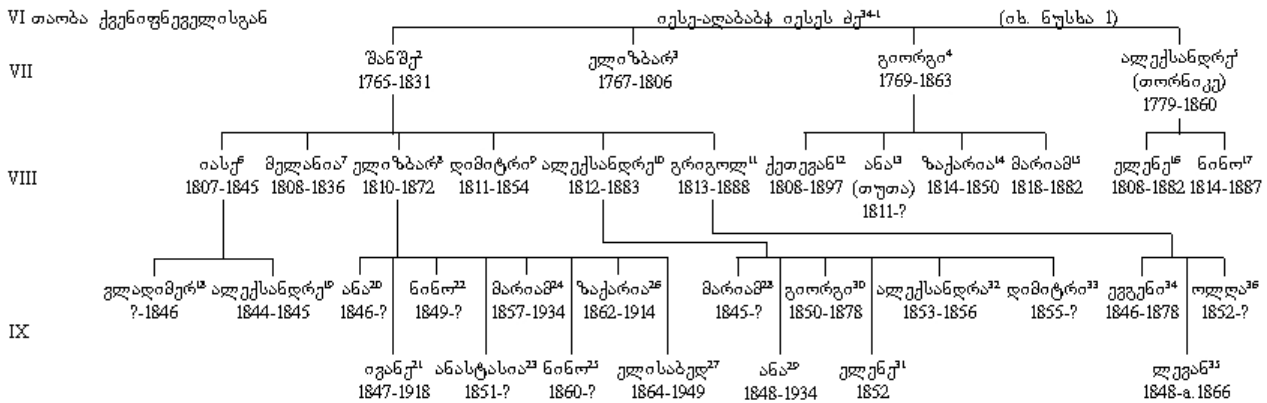 VI თაობა ქვენიფნეველისგან იესე-აღაბაბა იესეს ძე³⁴⁻¹ (იხ. ნუსხა 1)
VII შანშე² ელიზბარ³ გიორგი⁴ ალექსანდრე⁵
1765-1831 1767-1806 1769-1863 (თორნიკე)
1779-1860
VIII იასე⁶ მელანია⁷ ელიზბარ⁸ დიმიტრი⁹ ალექსანდრე¹⁰ გრიგოლ¹¹ ქეთევან¹² ანა¹³ ზაქარია¹⁴ მარიამ¹⁵ ელენე¹⁶ ნინო¹⁷
1807-1845 1808-1836 1810-1872 1811-1854 1812-1883 1813-1888 1808-1897 (თუთა) 1814-1850 1818-1882 1808-1882 1814-1887
1811-?
ვლადიმერ¹⁸ ალექსანდრე¹⁹ ანა²⁰ ნინო²² მარიამ²⁴ ზაქარია²⁶ მარიამ²⁸ გიორგი³⁰ ალექსანდრა³² დიმიტრი³³ ევგენი³⁴ ოლღა³⁶
?-1846 1844-1845 1846-? 1849-? 1857-1934 1862-1914 1845-? 1850-1878 1853-1856 1855-? 1846-1878 1852-?
IX
ივანე²¹ ანასტასია²³ ნინო²⁵ ელისაბედ²⁷ ანა²⁹ ელენე³¹ ლევან³⁵
1847-1918 1851-? 1860-? 1864-1949 1848-1934 1852 1848-a.1866